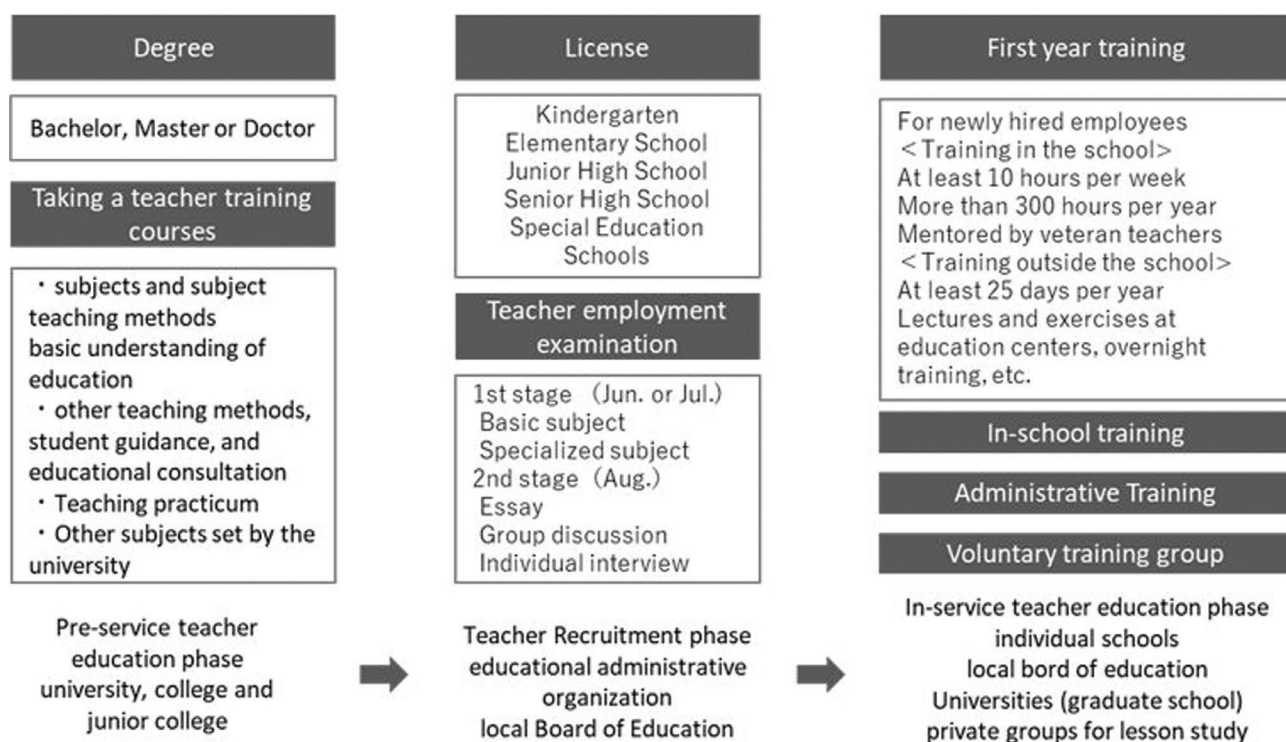 Degree
Bachelor, Master or Doctor
Taking a teacher training
courses
・subjects and subject
teaching methods
basic understanding of
education
・other teaching methods,
student guidance, and
educational consultation
・Teaching practicum
・Other subjects set by the
university
Pre-service teacher
education phase
university, college and
junior college
License
Kindergarten
Elementary School
Junior High School
Senior High School
Special Education
Schools
Teacher employment
examination
1st stage （Jun. or Jul.）
Basic subject
Specialized subject
2nd stage （Aug.）
Essay
Group discussion
Individual interview
Teacher Recruitment phase
educational administrative
organization
local Board of Education
First year training
For newly hired employees
＜Training in the school＞
At least 10 hours per week
More than 300 hours per year
Mentored by veteran teachers
＜Training outside the school＞
At least 25 days per year
Lectures and exercises at
education centers, overnight
training, etc.
In-school training
Administrative Training
Voluntary training group
In-service teacher education phase
individual schools
local bord of education
Universities (graduate school)
private groups for lesson study